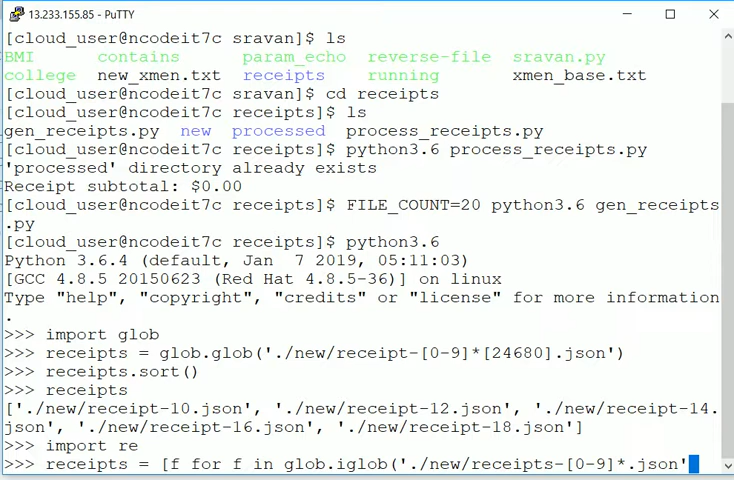 13.233.155.85 - PuTTY
[cloud_user@ncodeit7c sravan]$ ls
BMI contains param_echo reverse-file sravan.py
college new_xmen.txt receipts running xmen_base.txt
[cloud_user@ncodeit7c sravan]$ cd receipts
[cloud_user@ncodeit7c receipts]$ ls
gen_receipts.py new processed process_receipts.py
[cloud_user@ncodeit7c receipts]$ python3.6 process_receipts.py
'processed' directory already exists
Receipt subtotal: $0.00
[cloud_user@ncodeit7c receipts]$ FILE_COUNT=20 python3.6 gen_receipts
.py
[cloud_user@ncodeit7c receipts]$ python3.6
Python 3.6.4 (default, Jan  7 2019, 05:11:03)
[GCC 4.8.5 20150623 (Red Hat 4.8.5-36)] on linux
Type "help", "copyright", "credits" or "license" for more information
.
>>> import glob
>>> receipts = glob.glob('./new/receipt-[0-9]*[24680].json')
>>> receipts.sort()
>>> receipts
['./new/receipt-10.json', './new/receipt-12.json', './new/receipt-14.
json', './new/receipt-16.json', './new/receipt-18.json']
>>> import re
>>> receipts = [f for f in glob.iglob('./new/receipts-[0-9]*.json'